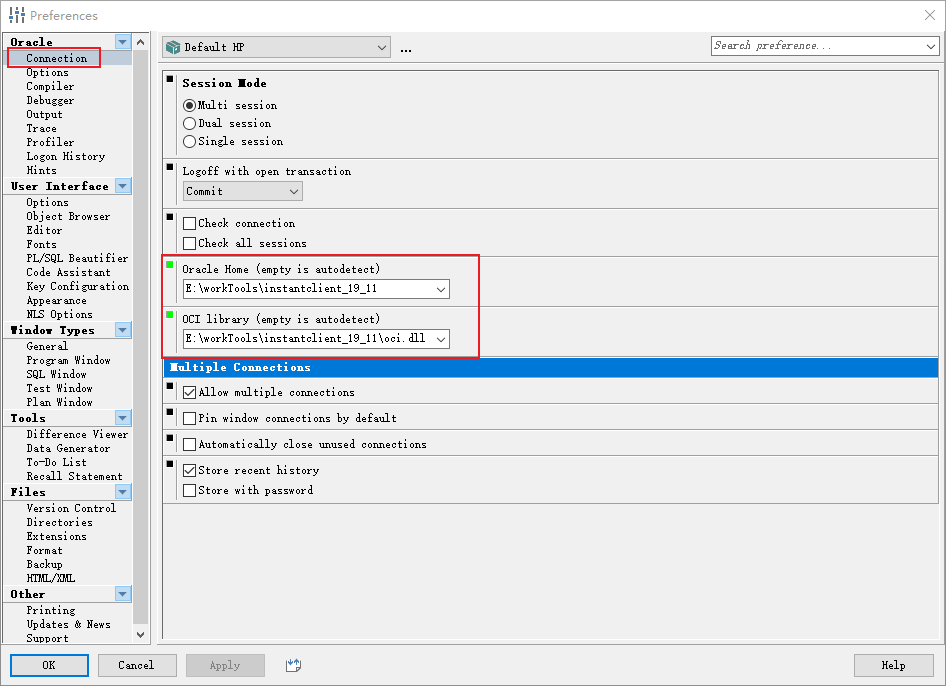 Preferences
Oracle
Connection
Options
Compiler
Debugger
Output
Trace
Profiler
Logon History
Hints
User Interface
Options
Object Browser
Editor
Fonts
PL/SQL Beautifier
Code Assistant
Key Configuration
Appearance
NLS Options
Window Types
General
Program Window
SQL Window
Test Window
Plan Window
Tools
Difference Viewer
Data Generator
To-Do List
Recall Statement
Files
Version Control
Directories
Extensions
Format
Backup
HTML/XML
Other
Printing
Updates & News
Support
Default HP
...
Search preference...
Session Mode
Multi session
Dual session
Single session
Logoff with open transaction
Commit
Check connection
Check all sessions
Oracle Home (empty is autodetect)
E:\workTools\instantclient_19_11
OCI library (empty is autodetect)
E:\workTools\instantclient_19_11\oci.dll
Multiple Connections
Allow multiple connections
Pin window connections by default
Automatically close unused connections
Store recent history
Store with password
OK
Cancel
Apply
Help